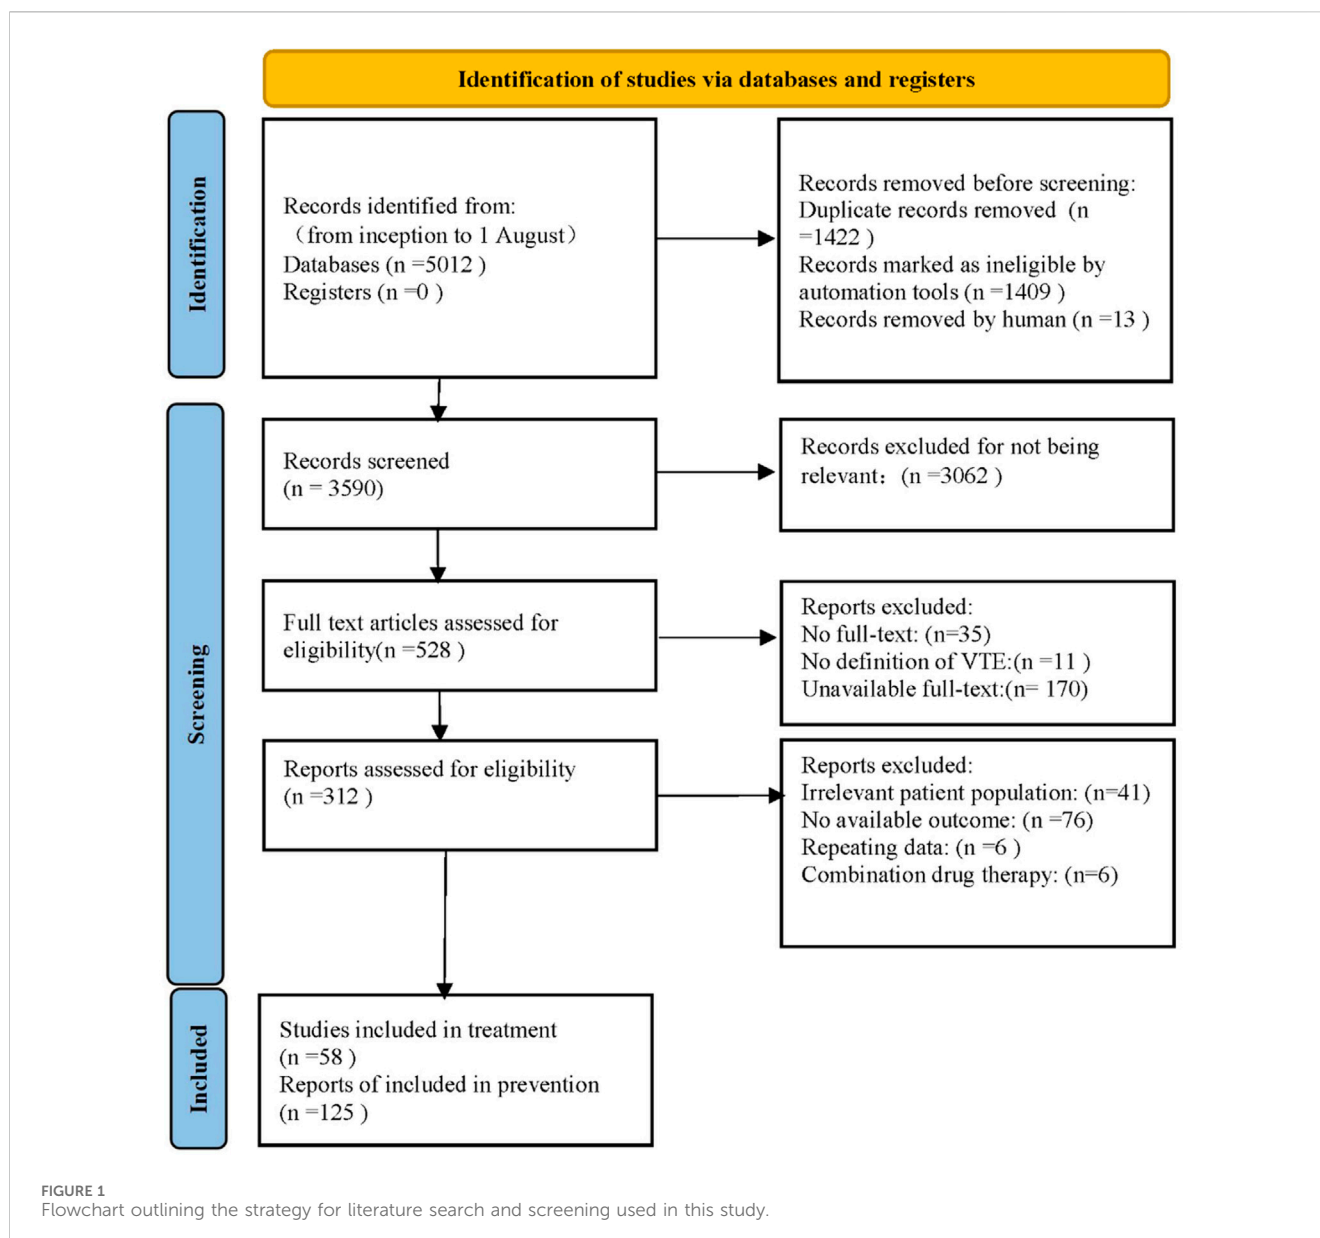 Identification of studies via databases and registers
Identification
Records identified from:
（from inception to 1 August）
Databases (n =5012 )
Registers (n =0 )
Records removed before screening:
Duplicate records removed (n
=1422 )
Records marked as ineligible by
automation tools (n =1409 )
Records removed by human (n =13 )
Screening
Records screened
(n = 3590)
Records excluded for not being
relevant：(n =3062 )
Full text articles assessed for
eligibility(n =528 )
Reports excluded:
No full-text: (n=35)
No definition of VTE:(n =11 )
Unavailable full-text:(n= 170)
Reports assessed for eligibility
(n =312 )
Reports excluded:
Irrelevant patient population: (n=41)
No available outcome: (n =76)
Repeating data: (n =6 )
Combination drug therapy: (n=6)
Included
Studies included in treatment
(n =58 )
Reports of included in prevention
(n =125 )
FIGURE 1
Flowchart outlining the strategy for literature search and screening used in this study.